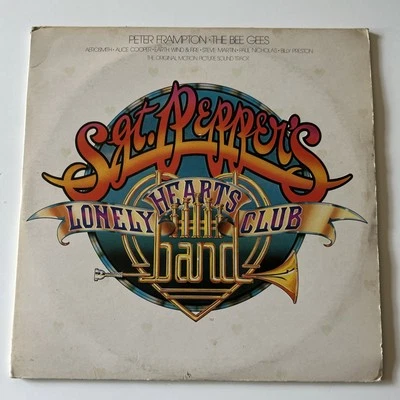 PETER FRAMPTON • THE BEE GEES
AEROSMITH • ALICE COOPER • EARTH WIND & FIRE • STEVE MARTIN • PAUL NICHOLAS • BILLY PRESTON
THE ORIGINAL MOTION PICTURE SOUND TRACK
Sgt. Pepper's
HEARTS
LONELY CLUB
band